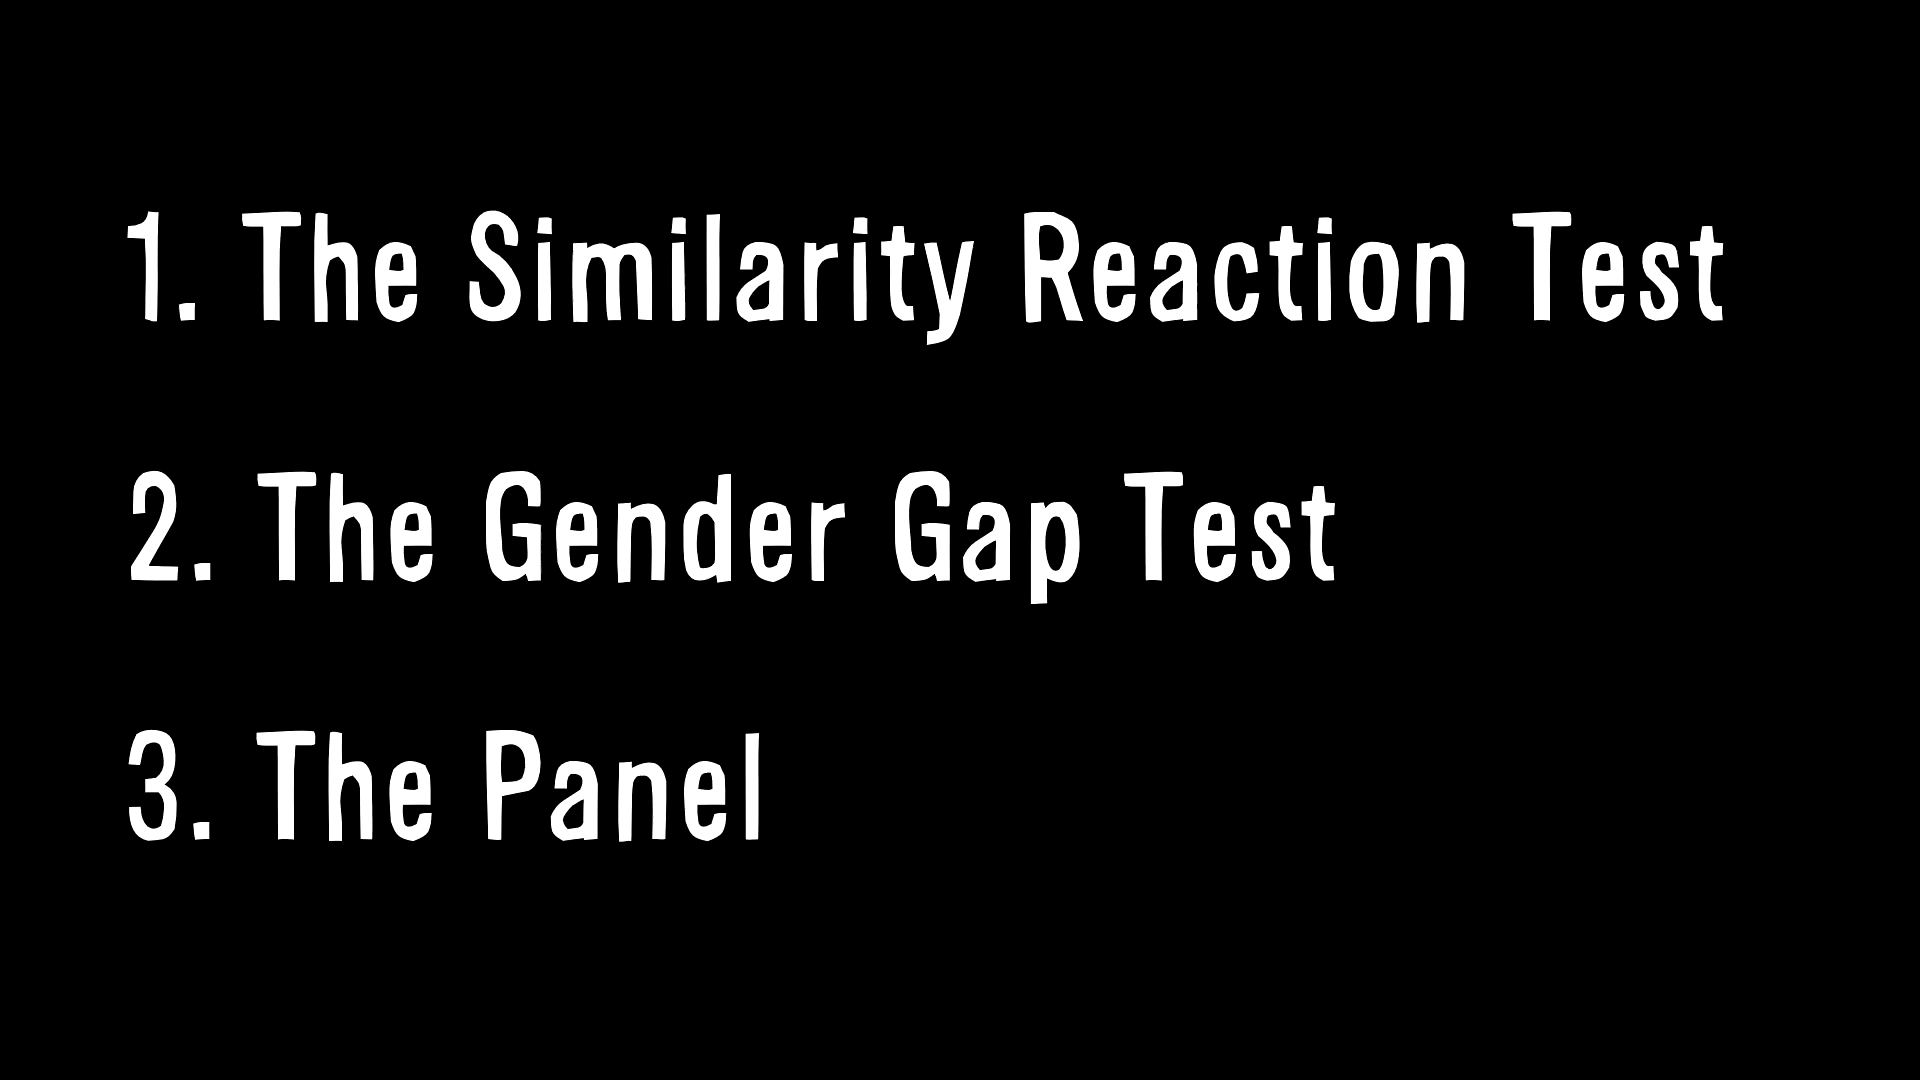 1. The Similarity Reaction Test
2. The Gender Gap Test
3. The Panel